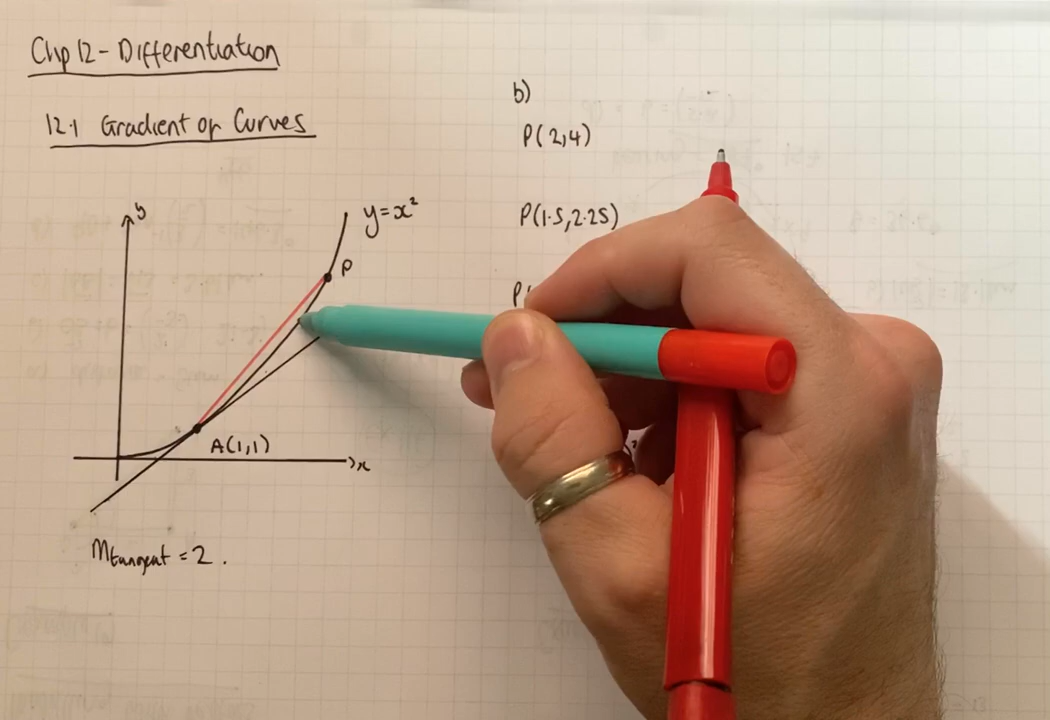 Chp 12 - Differentiation
12.1 Gradient of Curves
y
y=x²
P
A(1,1)
x
Mtangent = 2.
b)
P(2,4)
P(1.5,2.25)
P(